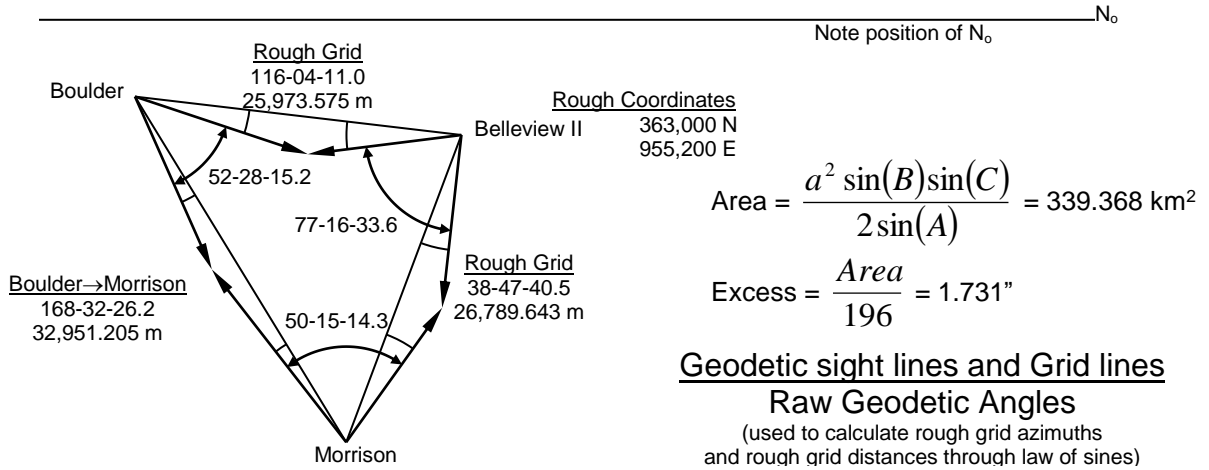 N₀
Note position of N₀
Rough Grid
116-04-11.0
25,973.575 m
Boulder
Belleview II
Rough Coordinates
363,000 N
955,200 E
52-28-15.2
77-16-33.6
Area = a² sin(B)sin(C) / 2 sin(A) = 339.368 km²
Rough Grid
38-47-40.5
26,789.643 m
Boulder→Morrison
168-32-26.2
32,951.205 m
50-15-14.3
Excess = Area / 196 = 1.731”
Morrison
Geodetic sight lines and Grid lines
Raw Geodetic Angles
(used to calculate rough grid azimuths
and rough grid distances through law of sines)